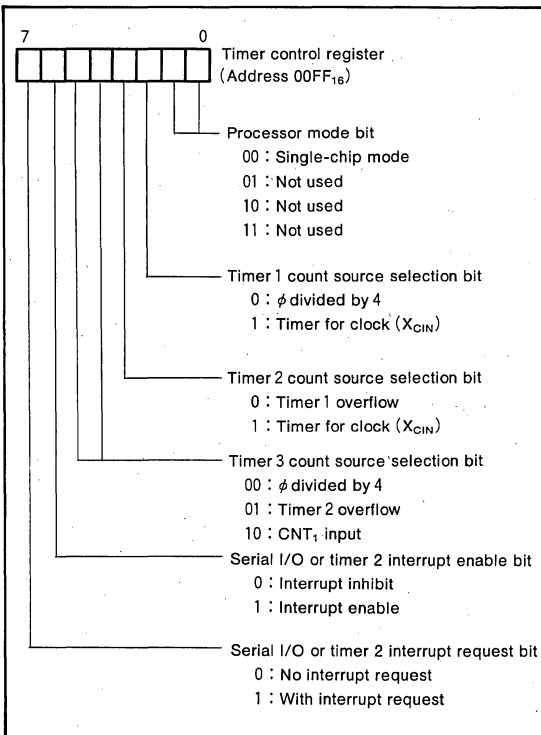 7 0
Timer control register
(Address 00FF₁₆)
Processor mode bit
00 : Single-chip mode
01 : Not used
10 : Not used
11 : Not used
Timer 1 count source selection bit
0 : φ divided by 4
1 : Timer for clock (X_CIN)
Timer 2 count source selection bit
0 : Timer 1 overflow
1 : Timer for clock (X_CIN)
Timer 3 count source selection bit
00 : φ divided by 4
01 : Timer 2 overflow
10 : CNT₁ input
Serial I/O or timer 2 interrupt enable bit
0 : Interrupt inhibit
1 : Interrupt enable
Serial I/O or timer 2 interrupt request bit
0 : No interrupt request
1 : With interrupt request